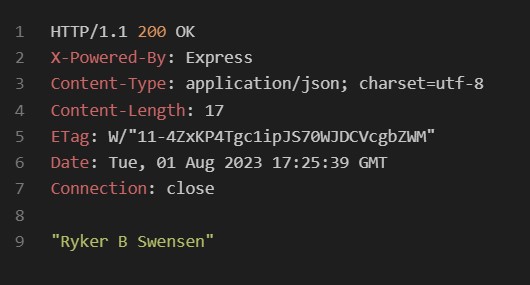 1 HTTP/1.1 200 OK
2 X-Powered-By: Express
3 Content-Type: application/json; charset=utf-8
4 Content-Length: 17
5 ETag: W/"11-4ZxKP4Tgc1ipJS70WJDCVcgbZWM"
6 Date: Tue, 01 Aug 2023 17:25:39 GMT
7 Connection: close
8
9 "Ryker B Swensen"